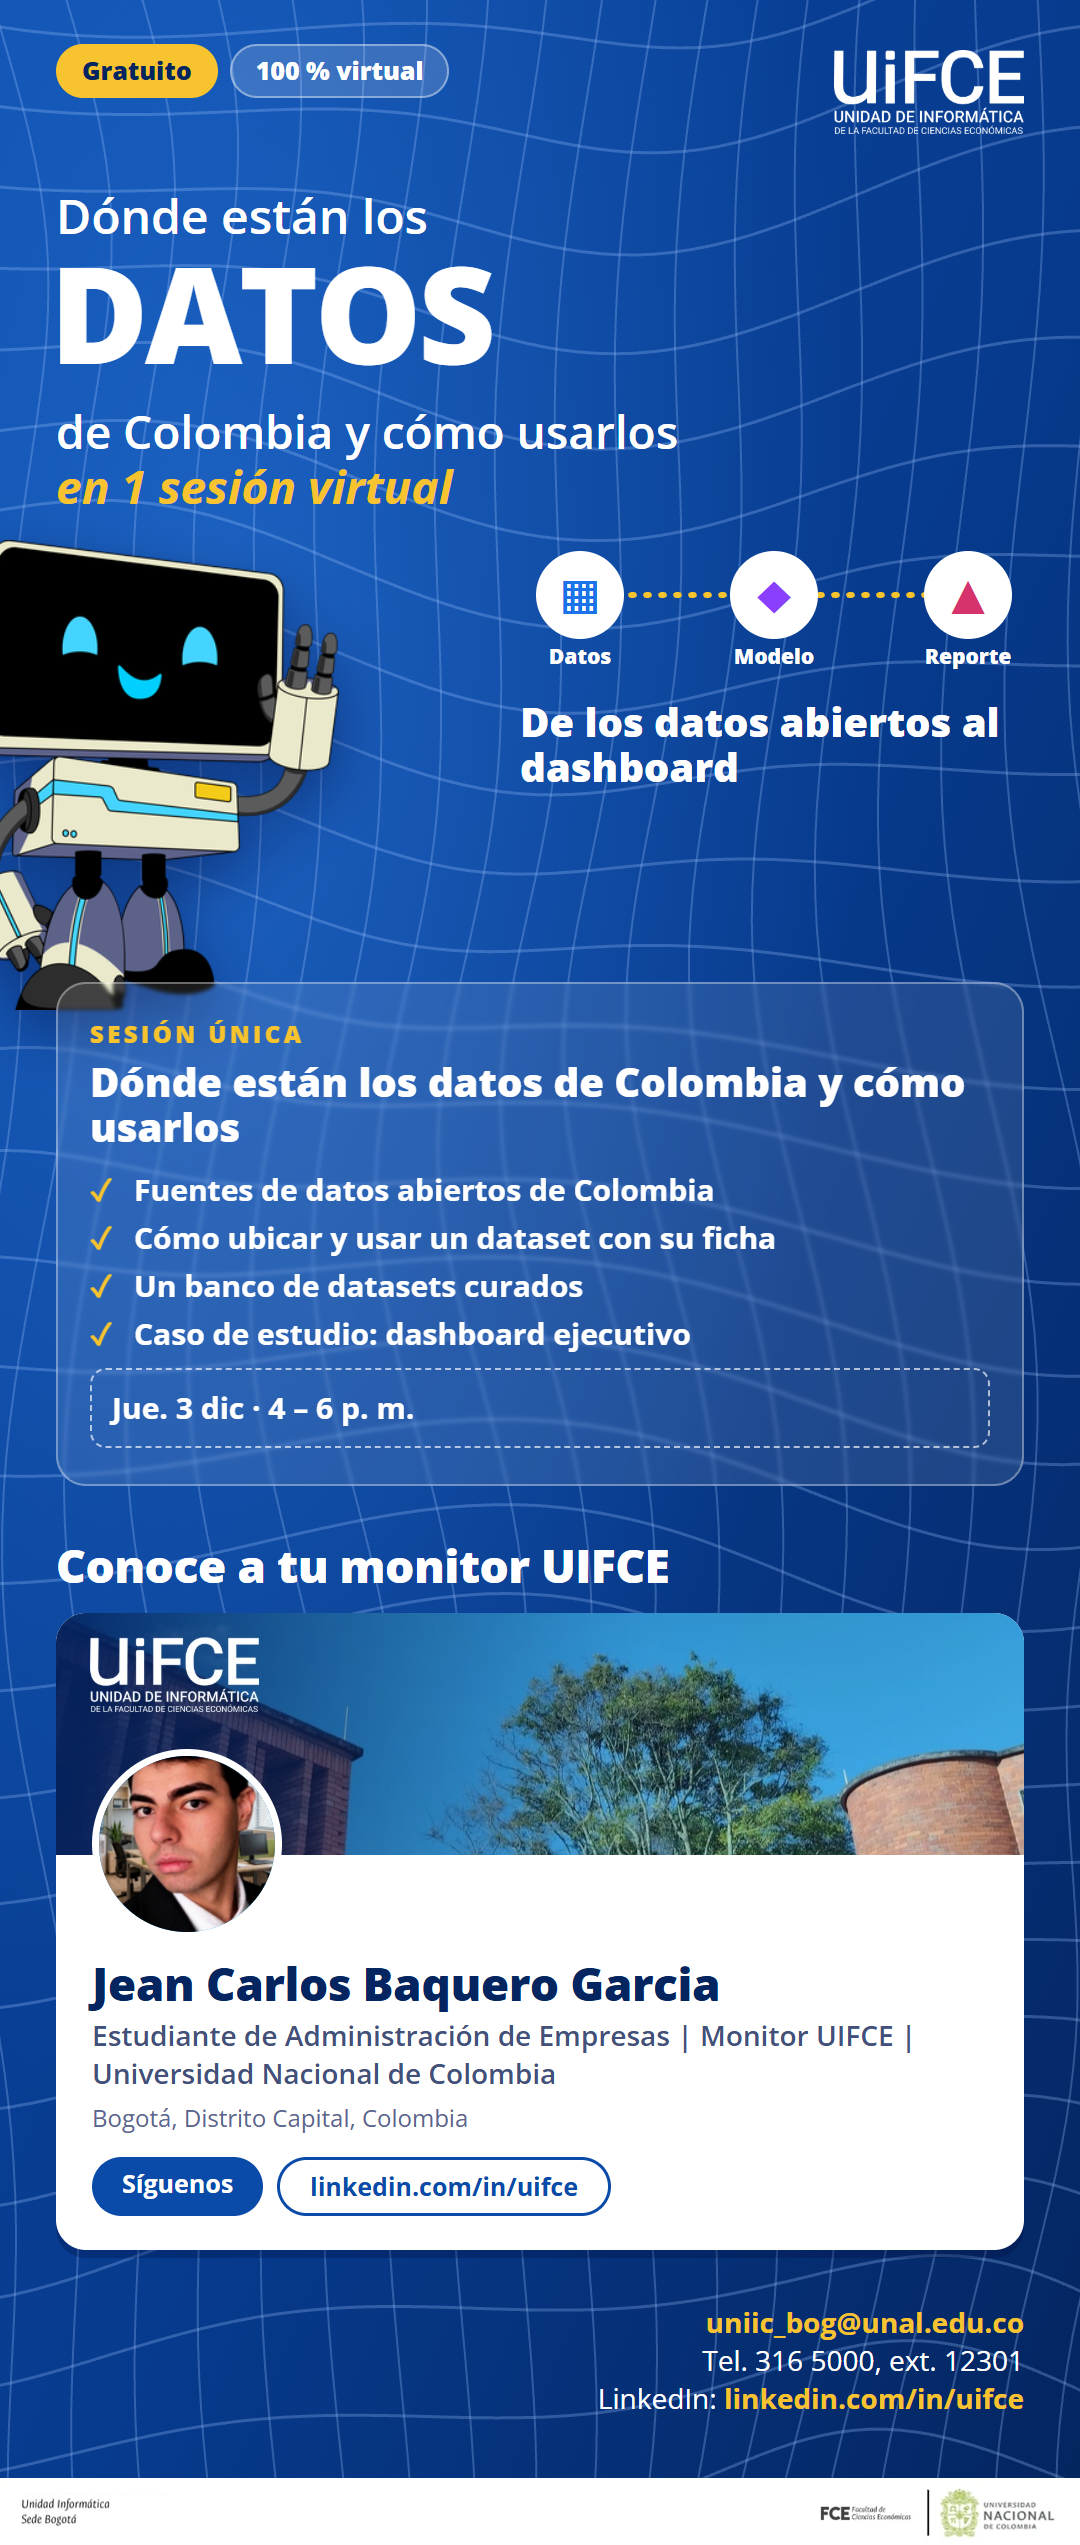 Gratuito
100 % virtual
UiFCE
UNIDAD DE INFORMÁTICA
DE LA FACULTAD DE CIENCIAS ECONÓMICAS
Dónde están los
DATOS
de Colombia y cómo usarlos
en 1 sesión virtual
Datos
Modelo
Reporte
De los datos abiertos al
dashboard
SESIÓN ÚNICA
Dónde están los datos de Colombia y cómo
usarlos
✓ Fuentes de datos abiertos de Colombia
✓ Cómo ubicar y usar un dataset con su ficha
✓ Un banco de datasets curados
✓ Caso de estudio: dashboard ejecutivo
Jue. 3 dic · 4 – 6 p. m.
Conoce a tu monitor UIFCE
UiFCE
UNIDAD DE INFORMÁTICA
DE LA FACULTAD DE CIENCIAS ECONÓMICAS
Jean Carlos Baquero Garcia
Estudiante de Administración de Empresas | Monitor UIFCE |
Universidad Nacional de Colombia
Bogotá, Distrito Capital, Colombia
Síguenos
linkedin.com/in/uifce
uniic_bog@unal.edu.co
Tel. 316 5000, ext. 12301
LinkedIn: linkedin.com/in/uifce
Unidad Informática
Sede Bogotá
FCE
Facultad de
Ciencias Económicas
UNIVERSIDAD
NACIONAL
DE COLOMBIA